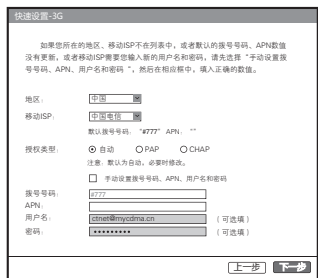 快速设置-3G
如果您所在的地区、移动ISP不在列表中，或者默认的拨号号码、APN数值
没有更新，或者移动ISP需要您输入新的用户名和密码，请先选择“手动设置拨
号号码、APN、用户名和密码”，然后在相应框中，填入正确的数值。
地区： 中国
移动ISP： 中国电信
默认拨号号码： “#777” APN： “”
授权类型： 自动 PAP CHAP
注意：默认为自动，必要时修改。
手动设置拨号号码、APN、用户名和密码
拨号号码： #777
APN：
用户名： ctnet@mycdma.cn （可选填）
密码： ••••••••• （可选填）
上一步 下一步